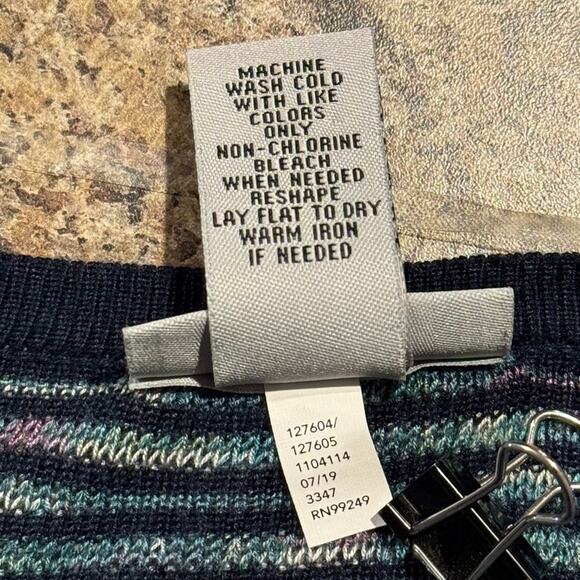 MACHINE
WASH COLD
WITH LIKE
COLORS
ONLY
NON-CHLORINE
BLEACH
WHEN NEEDED
RESHAPE
LAY FLAT TO DRY
WARM IRON
IF NEEDED
127604/
127605
1104114
07/19
3347
RN99249